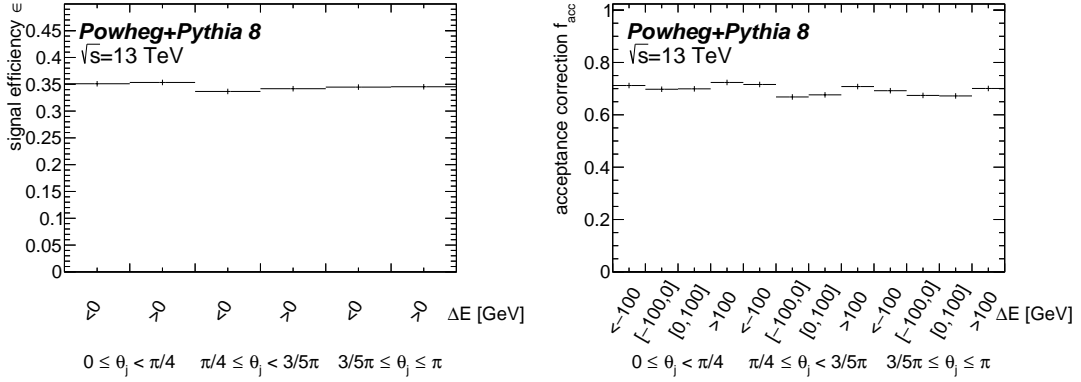 signal efficiency ϵ
Powheg+Pythia 8
√s=13 TeV
0.45
0.4
0.35
0.3
0.25
0.2
0.15
0.1
0.05
0
<0
>0
<0
>0
<0
>0
ΔE [GeV]
0 ≤ θj < π/4
π/4 ≤ θj < 3/5π
3/5π ≤ θj ≤ π
acceptance correction facc
Powheg+Pythia 8
√s=13 TeV
1
0.8
0.6
0.4
0.2
0
<−100
[−100,0]
[0,100]
>100
<−100
[−100,0]
[0,100]
>100
<−100
[−100,0]
[0,100]
>100
ΔE [GeV]
0 ≤ θj < π/4
π/4 ≤ θj < 3/5π
3/5π ≤ θj ≤ π